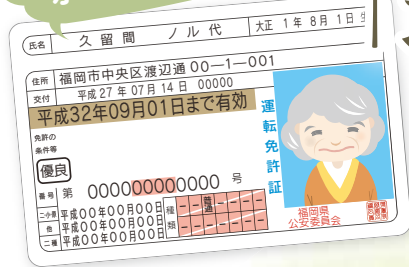 氏名 久留間 ノル代 大正 1年 8月 1日
住所 福岡市中央区渡辺通 00—1—001
交付 平成27年 07月 14日 00000
平成32年09月01日まで有効
免許の
条件等
優良
番号 第 000000000000 号
二小原 平成00年00月00日
他 平成00年00月00日
二種 平成00年00月00日
種類
普通
運転免許証
福岡県
公安委員会